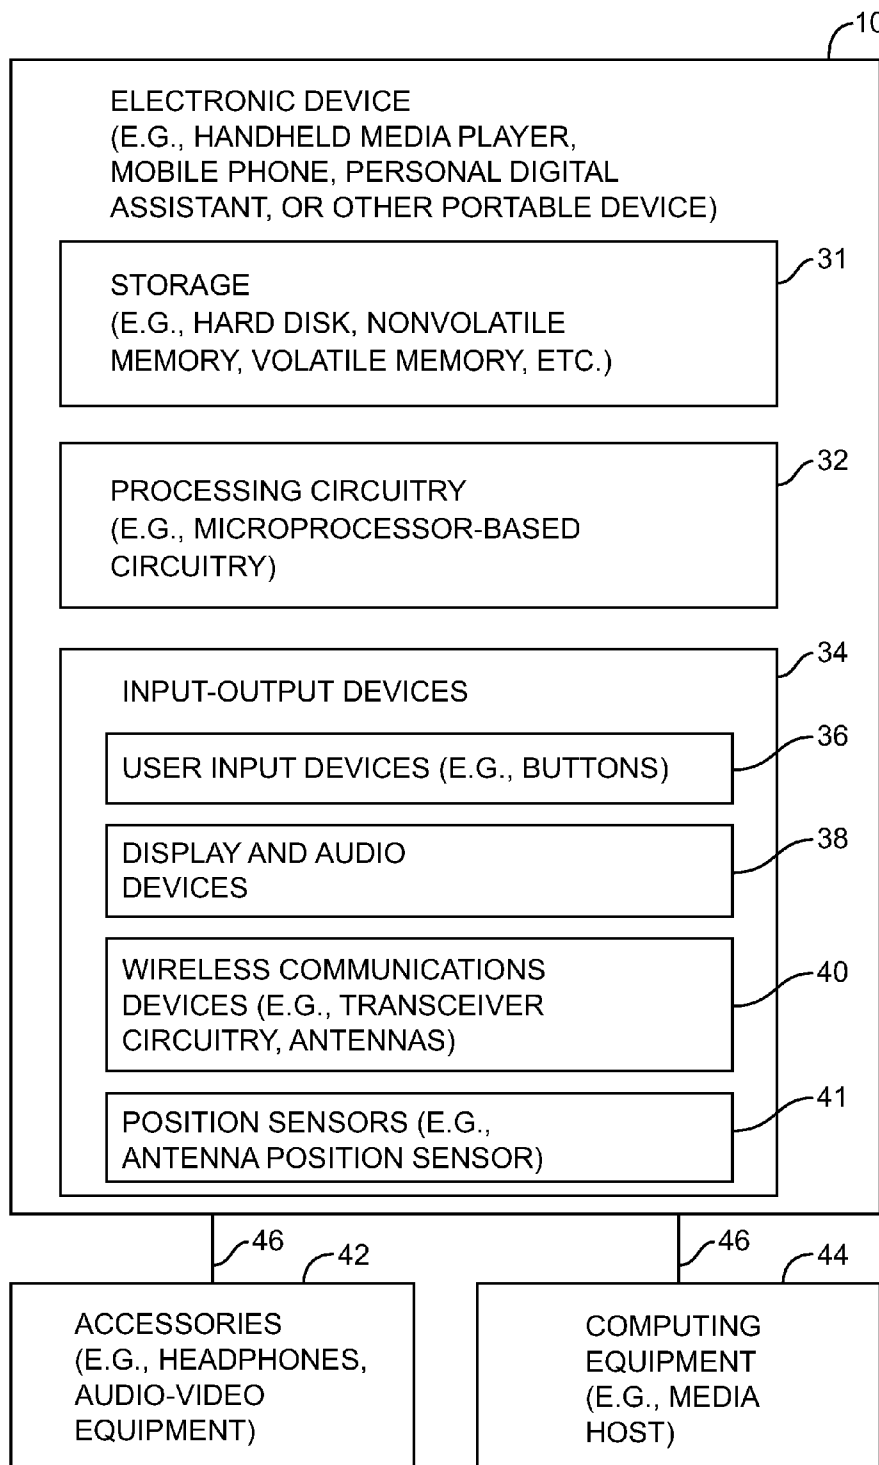 10
ELECTRONIC DEVICE
(E.G., HANDHELD MEDIA PLAYER,
MOBILE PHONE, PERSONAL DIGITAL
ASSISTANT, OR OTHER PORTABLE DEVICE)
31
STORAGE
(E.G., HARD DISK, NONVOLATILE
MEMORY, VOLATILE MEMORY, ETC.)
32
PROCESSING CIRCUITRY
(E.G., MICROPROCESSOR-BASED
CIRCUITRY)
34
INPUT-OUTPUT DEVICES
36
USER INPUT DEVICES (E.G., BUTTONS)
38
DISPLAY AND AUDIO
DEVICES
40
WIRELESS COMMUNICATIONS
DEVICES (E.G., TRANSCEIVER
CIRCUITRY, ANTENNAS)
41
POSITION SENSORS (E.G.,
ANTENNA POSITION SENSOR)
46
42
46
44
ACCESSORIES
(E.G., HEADPHONES,
AUDIO-VIDEO
EQUIPMENT)
COMPUTING
EQUIPMENT
(E.G., MEDIA
HOST)